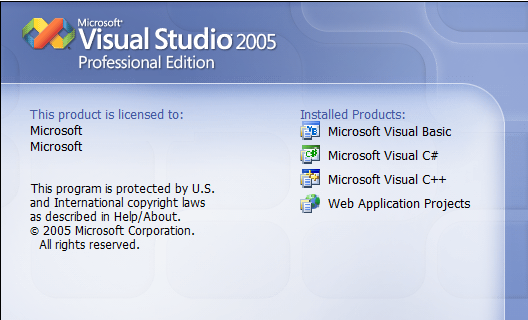 Microsoft®
Visual Studio® 2005
Professional Edition
This product is licensed to:
Microsoft
Microsoft
This program is protected by U.S.
and International copyright laws
as described in Help/About.
© 2005 Microsoft Corporation.
All rights reserved.
Installed Products:
Microsoft Visual Basic
Microsoft Visual C#
Microsoft Visual C++
Web Application Projects